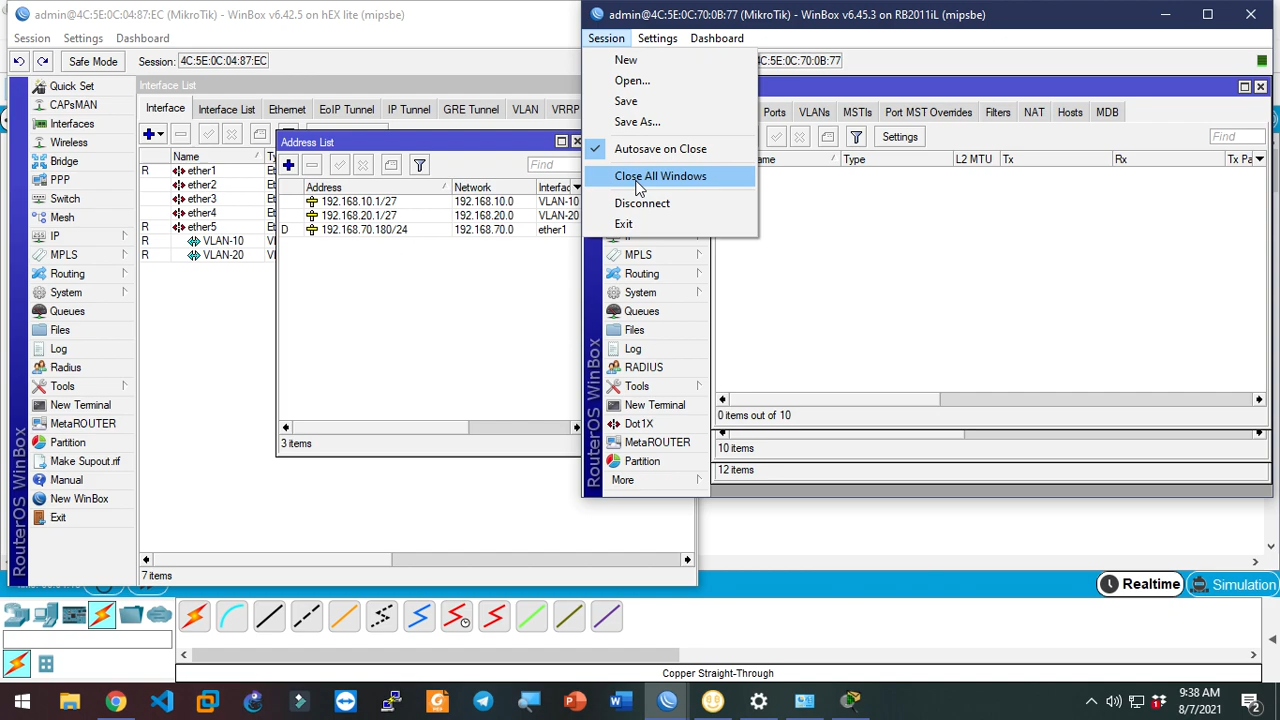 admin@4C:5E:0C:04:87:EC (MikroTik) - WinBox v6.42.5 on hEX lite (mipsbe)
Session Settings Dashboard
Safe Mode Session: 4C:5E:0C:04:87:EC
Quick Set
CAPsMAN
Interfaces
Wireless
Bridge
PPP
Switch
Mesh
IP
MPLS
Routing
System
Queues
Files
Log
Radius
Tools
New Terminal
MetaROUTER
Partition
Make Supout.rif
Manual
New WinBox
Exit
RouterOS WinBox
Interface List
Interface Interface List Ethernet EoIP Tunnel IP Tunnel GRE Tunnel VLAN VRRP
Name
R ether1
ether2
ether3
ether4
R ether5
R VLAN-10
R VLAN-20
7 items
Address List
Find
Address Network Interfac
192.168.10.1/27 192.168.10.0 VLAN-10
192.168.20.1/27 192.168.20.0 VLAN-20
D 192.168.70.180/24 192.168.70.0 ether1
3 items
admin@4C:5E:0C:70:0B:77 (MikroTik) - WinBox v6.45.3 on RB2011iL (mipsbe)
Session Settings Dashboard
4C:5E:0C:70:0B:77
New
Open...
Save
Save As...
Autosave on Close
Close All Windows
Disconnect
Exit
MPLS
Routing
System
Queues
Files
Log
RADIUS
Tools
New Terminal
Dot1X
MetaROUTER
Partition
More
RouterOS WinBox
Ports VLANs MSTIs Port MST Overrides Filters NAT Hosts MDB
Settings Find
Type L2 MTU Tx Rx Tx Pa
0 items out of 10
10 items
12 items
Realtime Simulation
Copper Straight-Through
9:38 AM
8/7/2021
2